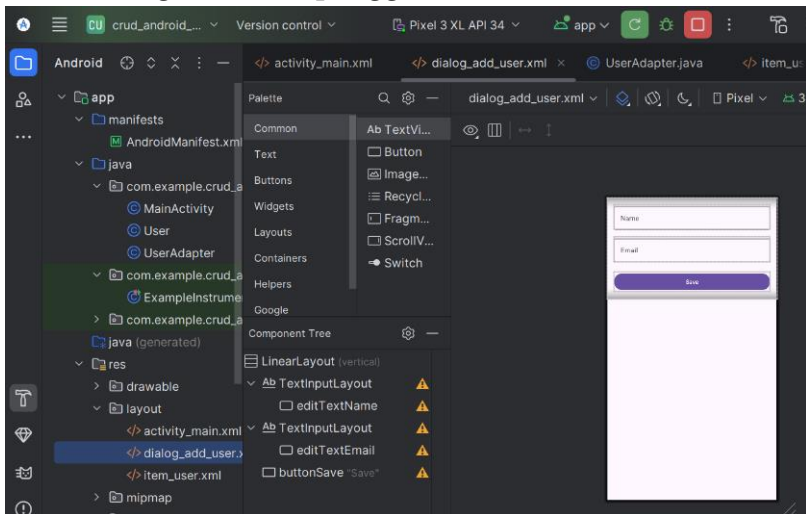 CU crud_android_... Version control Pixel 3 XL API 34 app
Android
activity_main.xml dialog_add_user.xml UserAdapter.java item_us
app
manifests
AndroidManifest.xml
java
com.example.crud_a
MainActivity
User
UserAdapter
com.example.crud_a
ExampleInstrume
com.example.crud_a
java (generated)
res
drawable
layout
activity_main.xml
dialog_add_user.x
item_user.xml
mipmap
Palette
Common
Text
Buttons
Widgets
Layouts
Containers
Helpers
Google
Ab TextVi...
Button
Image...
Recycl...
Fragm...
ScrollV...
Switch
Component Tree
LinearLayout (vertical)
Ab TextInputLayout
editTextName
Ab TextInputLayout
editTextEmail
buttonSave "Save"
dialog_add_user.xml Pixel 3
Name
Email
Save